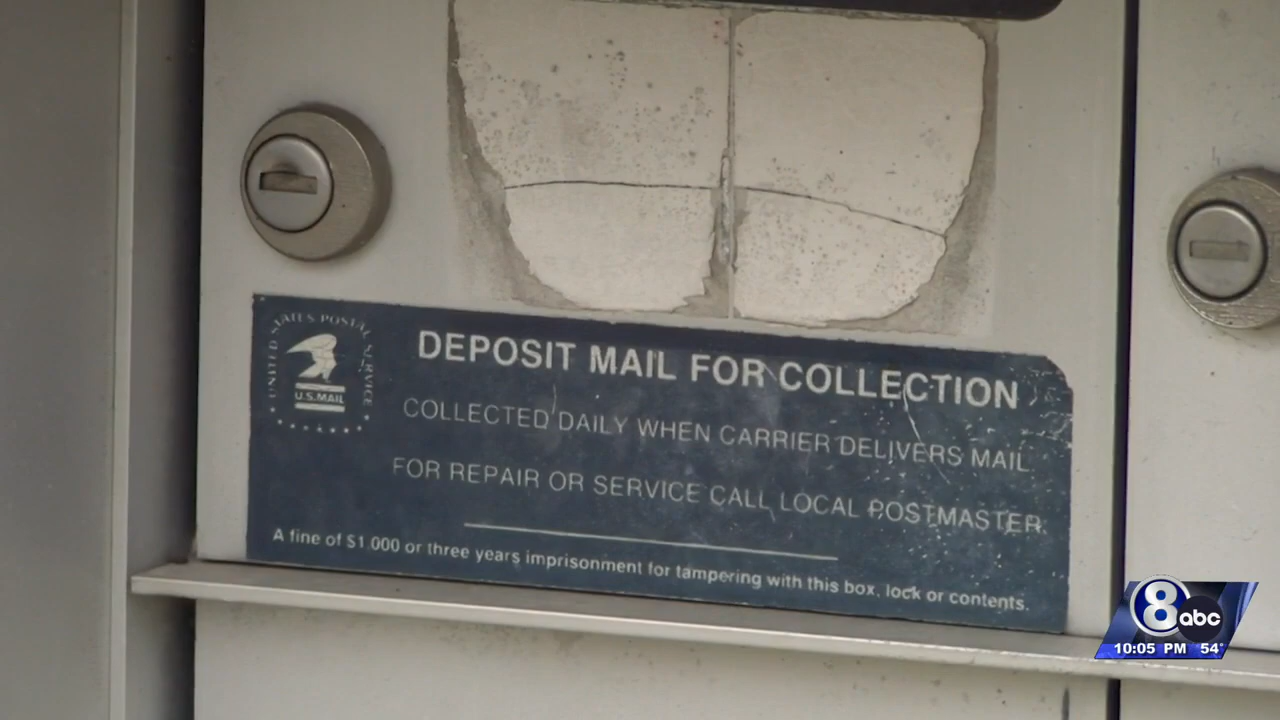 UNITED STATES POSTAL SERVICE
U.S.MAIL
DEPOSIT MAIL FOR COLLECTION
COLLECTED DAILY WHEN CARRIER DELIVERS MAIL
FOR REPAIR OR SERVICE CALL LOCAL POSTMASTER.
A fine of $1,000 or three years imprisonment for tampering with this box, lock or contents.
8 abc
10:05 PM 54°